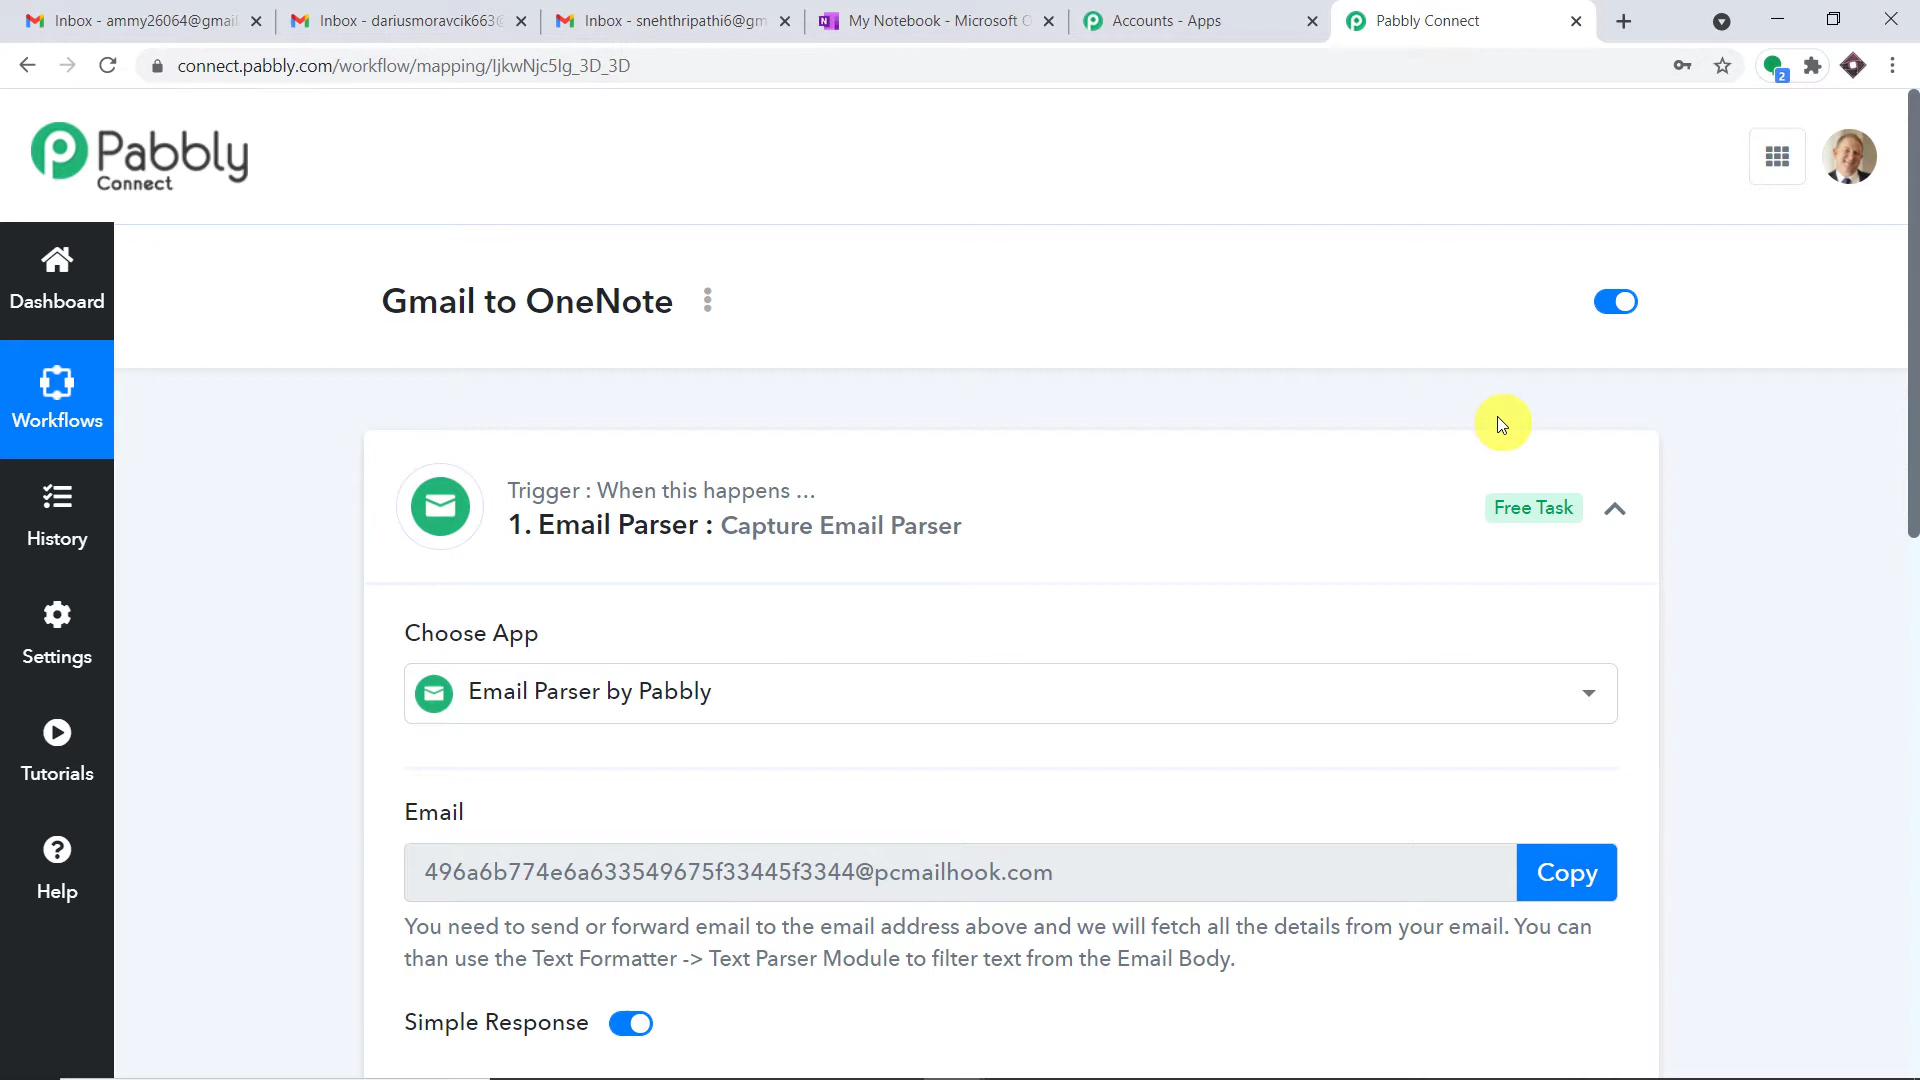 Inbox - ammy26064@gmail
Inbox - dariusmoravcik663@
Inbox - snehthripathi6@gm
My Notebook - Microsoft O
Accounts - Apps
Pabbly Connect
connect.pabbly.com/workflow/mapping/IjkwNjc5Ig_3D_3D
2
Pabbly
Connect
Dashboard
Workflows
History
Settings
Tutorials
Help
Gmail to OneNote
Trigger : When this happens ...
1. Email Parser : Capture Email Parser
Free Task
Choose App
Email Parser by Pabbly
Email
496a6b774e6a633549675f33445f3344@pcmailhook.com
Copy
You need to send or forward email to the email address above and we will fetch all the details from your email. You can
than use the Text Formatter -> Text Parser Module to filter text from the Email Body.
Simple Response